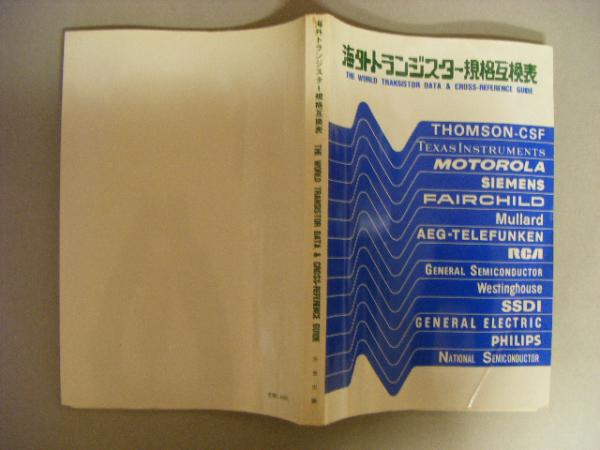 海外トランジスター規格互換表
THE WORLD TRANSISTOR DATA & CROSS-REFERENCE GUIDE
THOMSON-CSF
TEXAS INSTRUMENTS
MOTOROLA
SIEMENS
FAIRCHILD
Mullard
AEG-TELEFUNKEN
RCA
GENERAL SEMICONDUCTOR
Westinghouse
SSDI
GENERAL ELECTRIC
PHILIPS
NATIONAL SEMICONDUCTOR
海外トランジスター規格互換表 THE WORLD TRANSISTOR DATA & CROSS-REFERENCE GUIDE